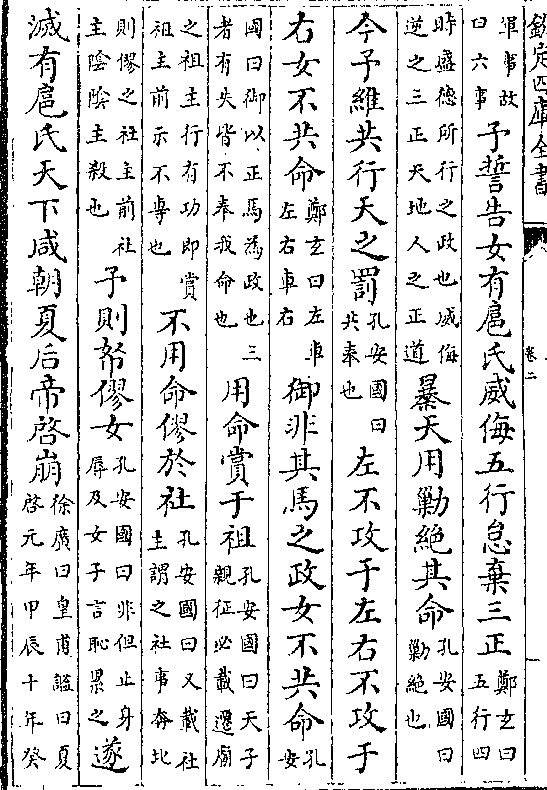 欽定四庫全書
卷二
軍事故曰六事予誓告女有扈氏威侮五行怠棄三正鄭玄曰五行四
時盛德所行之政也威侮逆之三正天地人之正道㬥天用勦絶其命孔安國曰勦絶也
今予維共行天之罰孔安國曰共奉也左不攻于左右不攻于
右女不共命鄭玄曰左車左右車右御非其馬之政女不共命孔安
國曰御以正馬為政也三者有失皆不奉我命也用命賞于祖孔安國曰天子親征必載遷廟
之祖主行有功即賞祖主前示不專也不用命僇於社孔安國曰又載社主謂之社事奔北
則僇之社主前社主陰陰主殺也予則帑僇女孔安國曰非但止身辱及女子言恥累之遂
滅有扈氏天下咸朝夏后帝啓崩徐廣曰皇甫謐曰夏啓元年甲辰十年癸